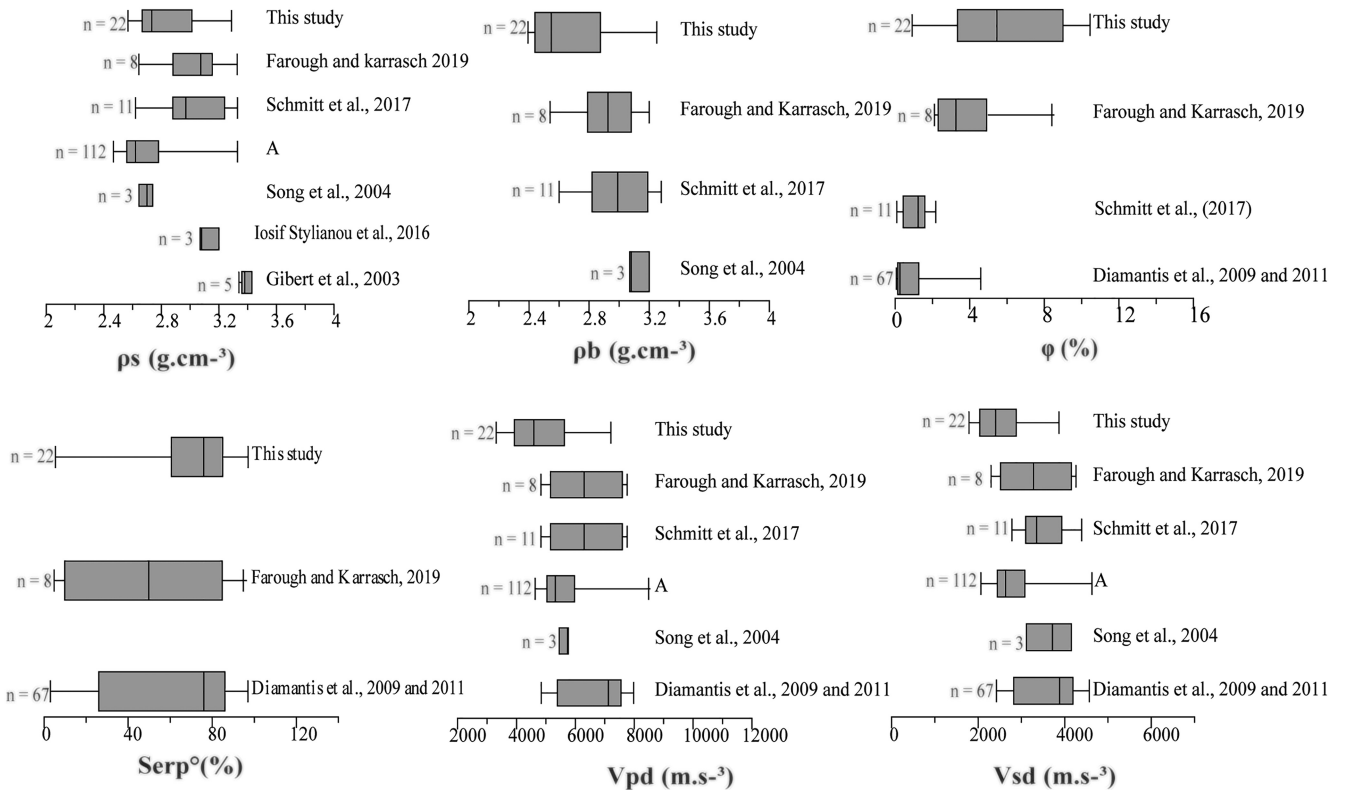 n = 22 This study
n = 8 Farough and karrasch 2019
n = 11 Schmitt et al., 2017
n = 112 A
n = 3 Song et al., 2004
n = 3 Iosif Stylianou et al., 2016
n = 5 Gibert et al., 2003
2 2.4 2.8 3.2 3.6 4
ρs (g.cm-³)
n = 22 This study
n = 8 Farough and Karrasch, 2019
n = 11 Schmitt et al., 2017
n = 3 Song et al., 2004
2 2.4 2.8 3.2 3.6 4
ρb (g.cm-³)
n = 22 This study
n = 8 Farough and Karrasch, 2019
n = 11 Schmitt et al., (2017)
n = 67 Diamantis et al., 2009 and 2011
0 4 8 12 16
φ (%)
n = 22 This study
n = 8 Farough and Karrasch, 2019
n = 67 Diamantis et al., 2009 and 2011
0 40 80 120
Serp°(%)
n = 22 This study
n = 8 Farough and Karrasch, 2019
n = 11 Schmitt et al., 2017
n = 112 A
n = 3 Song et al., 2004
Diamantis et al., 2009 and 2011
2000 4000 6000 8000 10000 12000
Vpd (m.s-³)
n = 22 This study
n = 8 Farough and Karrasch, 2019
n = 11 Schmitt et al., 2017
n = 112 A
n = 3 Song et al., 2004
n = 67 Diamantis et al., 2009 and 2011
0 2000 4000 6000
Vsd (m.s-³)